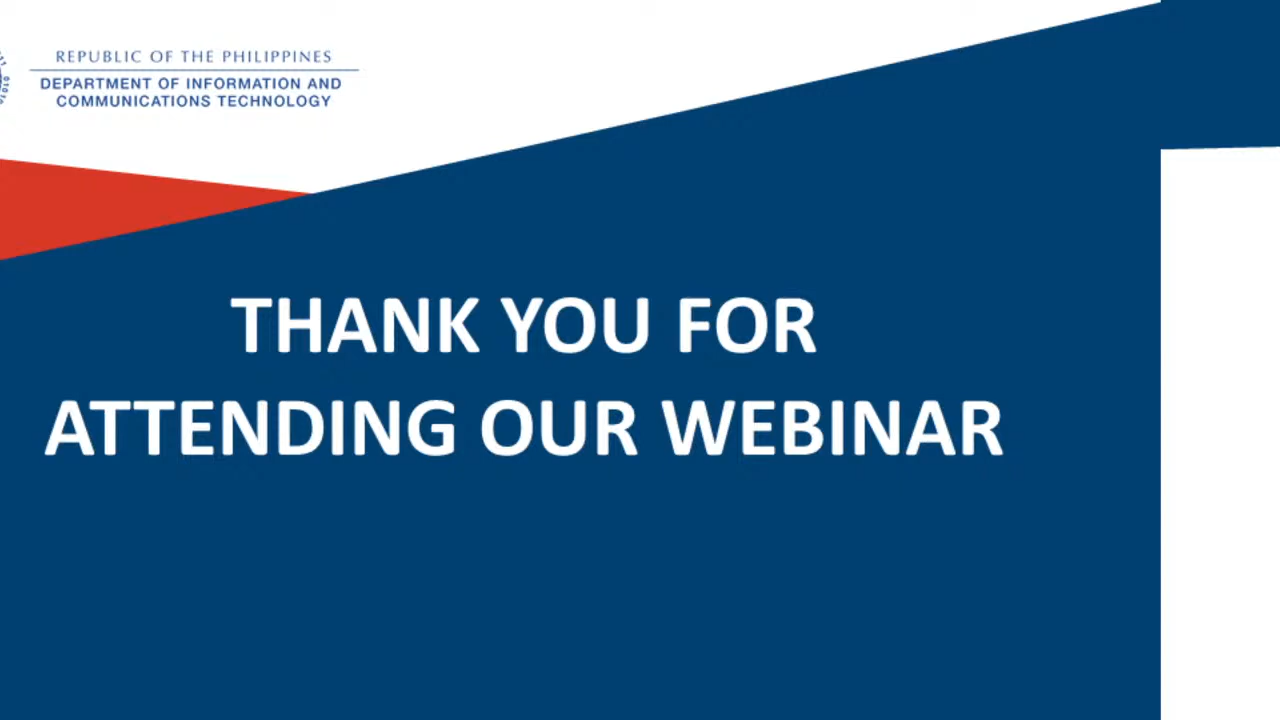 REPUBLIC OF THE PHILIPPINES
DEPARTMENT OF INFORMATION AND
COMMUNICATIONS TECHNOLOGY
THANK YOU FOR
ATTENDING OUR WEBINAR